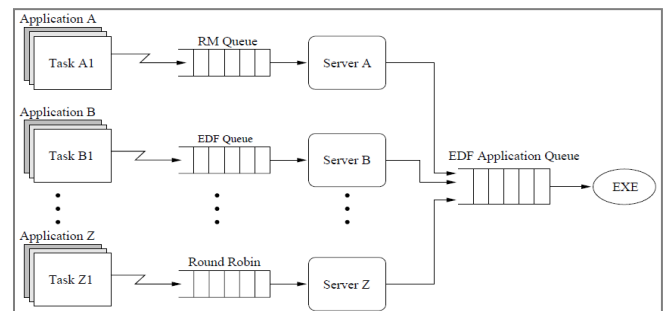 Application A
Task A1
RM Queue
Server A
Application B
Task B1
EDF Queue
Server B
EDF Application Queue
EXE
Application Z
Task Z1
Round Robin
Server Z